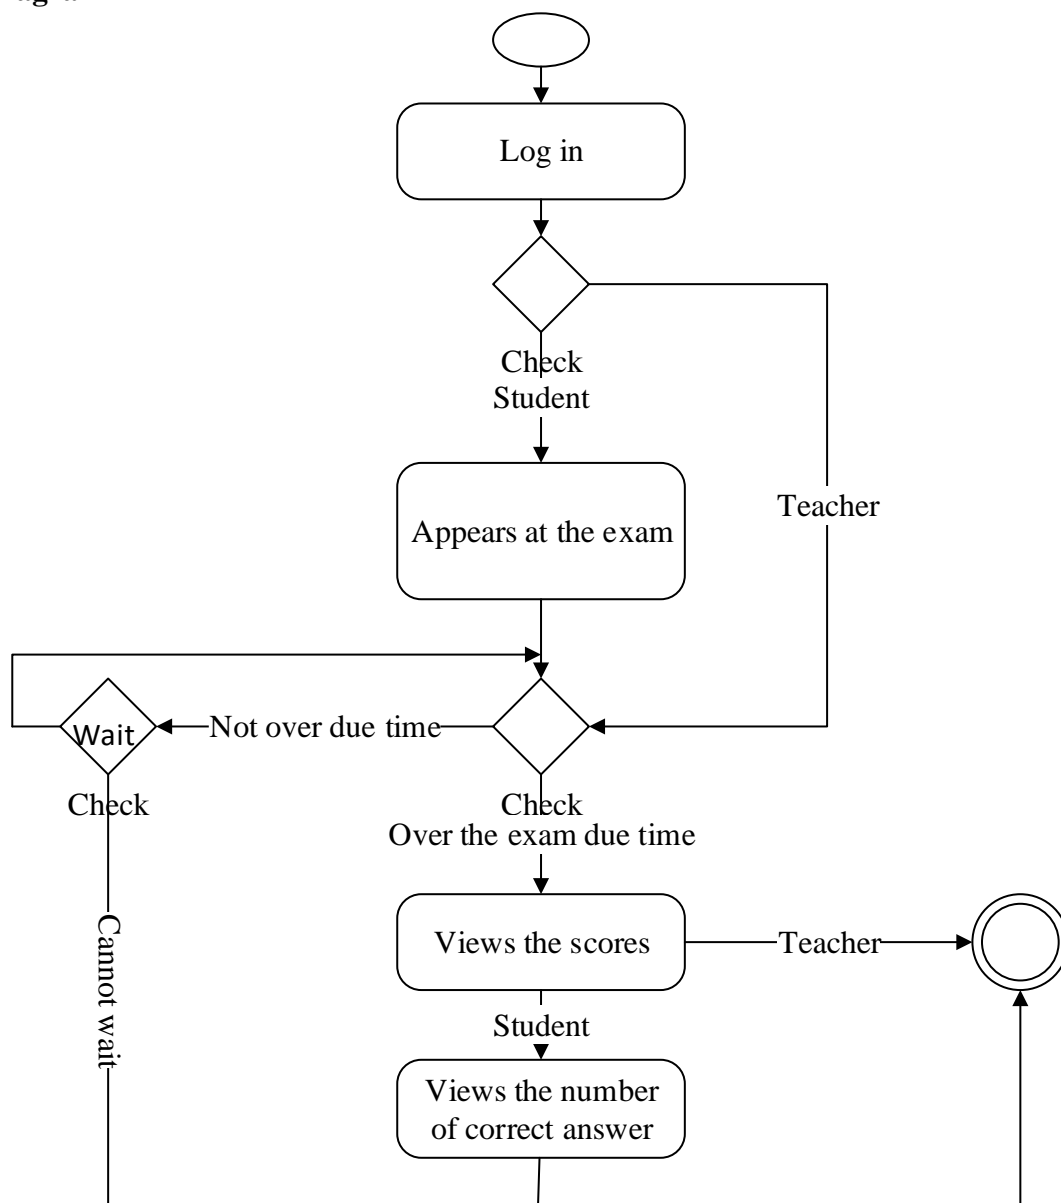 Log in
Check
Student
Appears at the exam
Teacher
Wait
Not over due time
Check
Check
Over the exam due time
Cannot wait
Views the scores
Teacher
Student
Views the number
of correct answer